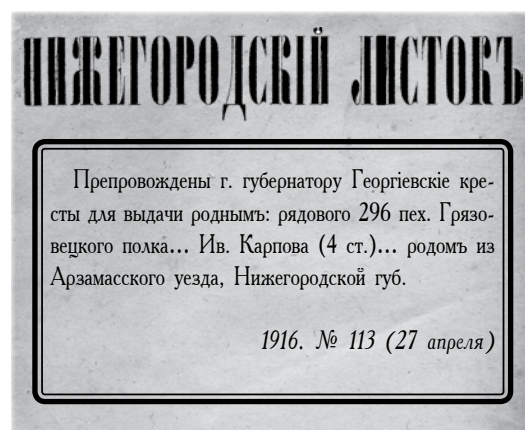 НИЖЕГОРОДСКІЙ ЛИСТОКЪ
Препровождены г. губернатору Георгіевскіе кре-
сты для выдачи роднымъ: рядового 296 пех. Грязо-
вецкого полка... Ив. Карпова (4 ст.)... родомъ из
Арзамасского уезда, Нижегородской губ.
1916. № 113 (27 апреля)